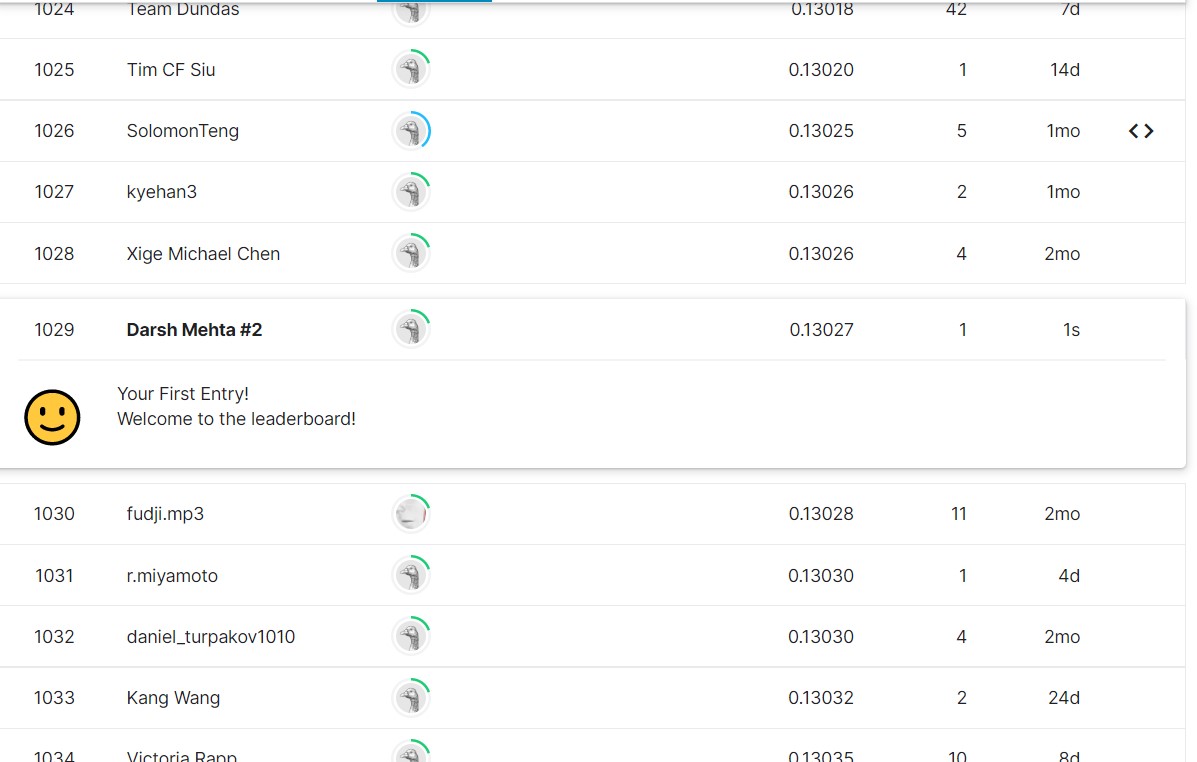 1024 Team Dundas 0.13018 42 7d
1025 Tim CF Siu 0.13020 1 14d
1026 SolomonTeng 0.13025 5 1mo <>
1027 kyehan3 0.13026 2 1mo
1028 Xige Michael Chen 0.13026 4 2mo
1029 Darsh Mehta #2 0.13027 1 1s
Your First Entry!
Welcome to the leaderboard!
1030 fudji.mp3 0.13028 11 2mo
1031 r.miyamoto 0.13030 1 4d
1032 daniel_turpakov1010 0.13030 4 2mo
1033 Kang Wang 0.13032 2 24d
1034 Victoria Rapp 0.13035 10 8d